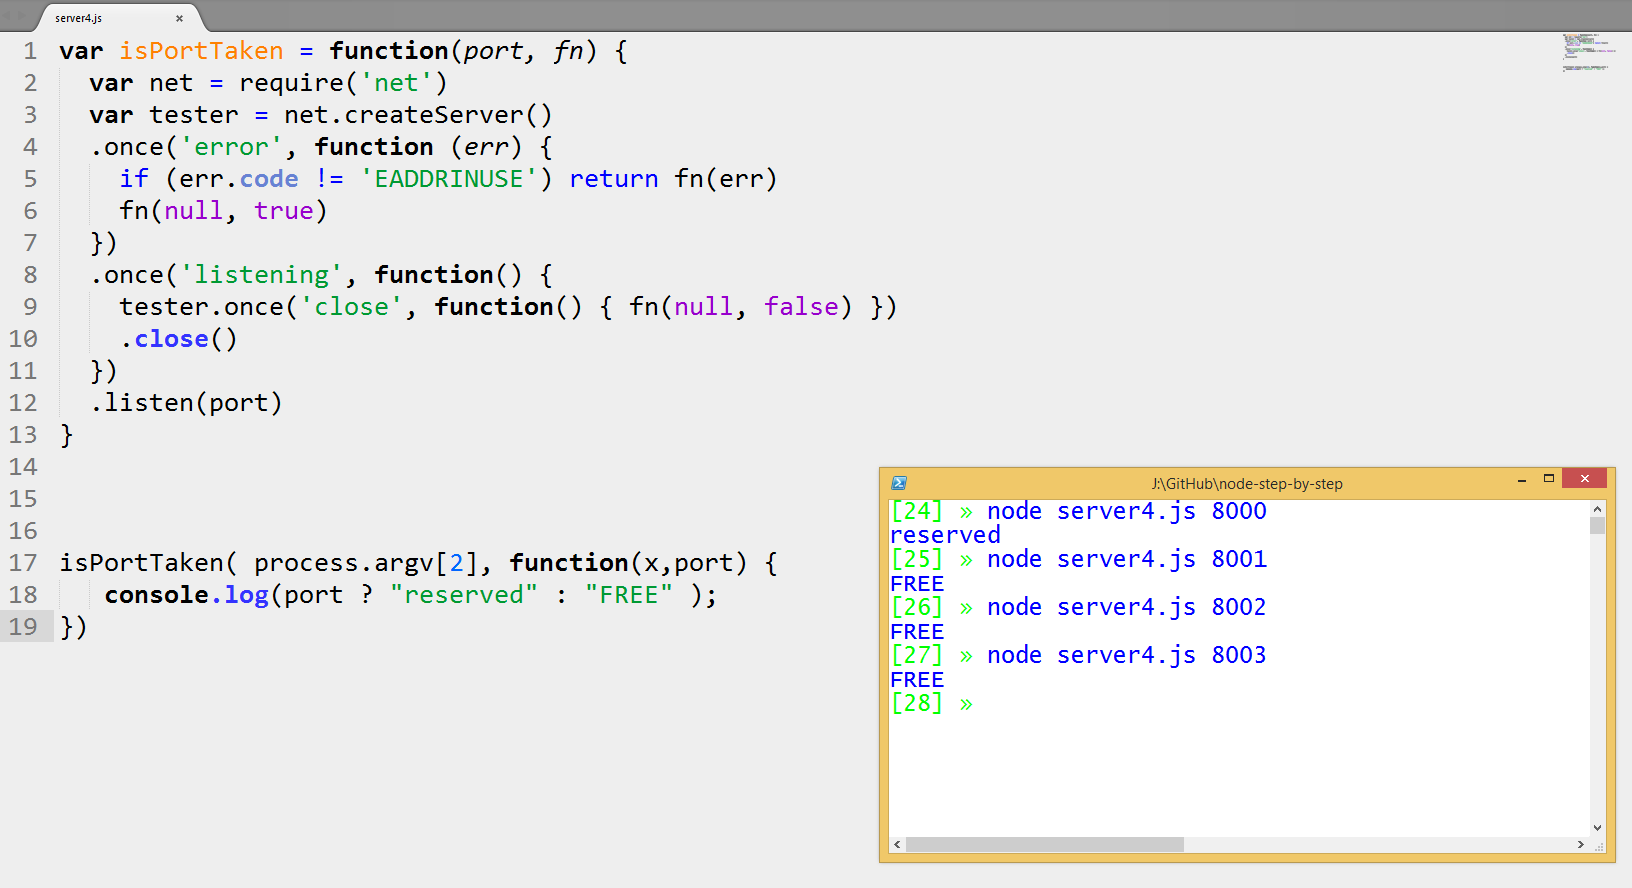 server4.js
1 var isPortTaken = function(port, fn) {
2   var net = require('net')
3   var tester = net.createServer()
4   .once('error', function (err) {
5     if (err.code != 'EADDRINUSE') return fn(err)
6     fn(null, true)
7   })
8   .once('listening', function() {
9     tester.once('close', function() { fn(null, false) })
10     .close()
11   })
12   .listen(port)
13 }
14
15
16
17 isPortTaken( process.argv[2], function(x,port) {
18    console.log(port ? "reserved" : "FREE" );
19 })
J:\GitHub\node-step-by-step
[24] » node server4.js 8000
reserved
[25] » node server4.js 8001
FREE
[26] » node server4.js 8002
FREE
[27] » node server4.js 8003
FREE
[28] »